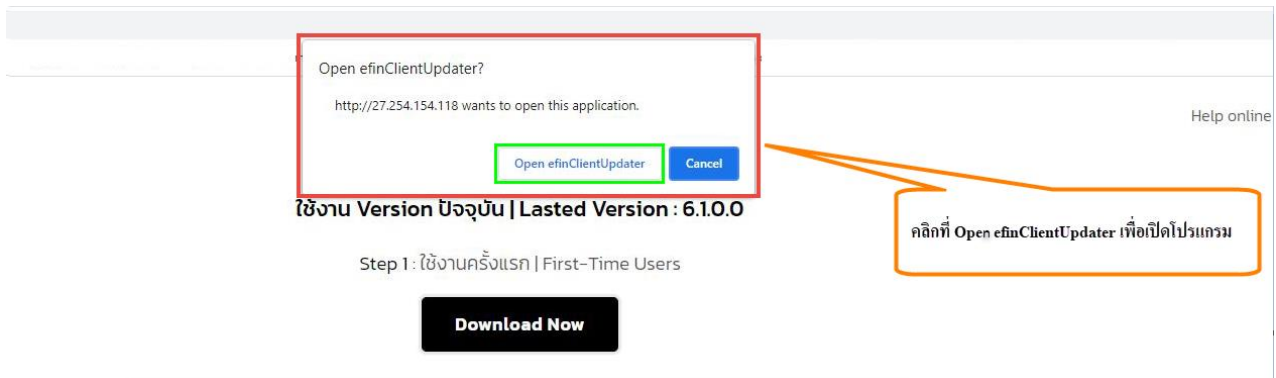 Open efinClientUpdater?
http://27.254.154.118 wants to open this application.
Help online
Open efinClientUpdater
Cancel
ใช้งาน Version ปัจจุบัน | Lasted Version : 6.1.0.0
คลิกที่ Open efinClientUpdater เพื่อเปิดโปรแกรม
Step 1 : ใช้งานครั้งแรก | First-Time Users
Download Now